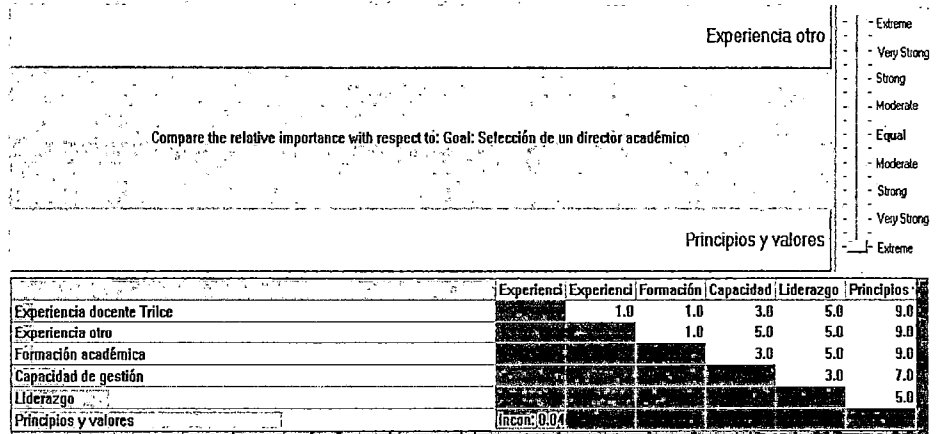 Experiencia otro
Extreme
Very Strong
Strong
Moderate
Equal
Moderate
Strong
Very Strong
Extreme
Compare the relative importance with respect to: Goal: Selección de un director académico
Principios y valores
Experienci Experienci Formación Capacidad Liderazgo Principios
Experiencia docente Trilce 1.0 1.0 3.0 5.0 9.0
Experiencia otro 1.0 5.0 5.0 9.0
Formación académica 3.0 5.0 9.0
Capacidad de gestión 3.0 7.0
Liderazgo 5.0
Principios y valores Incon: 0.04